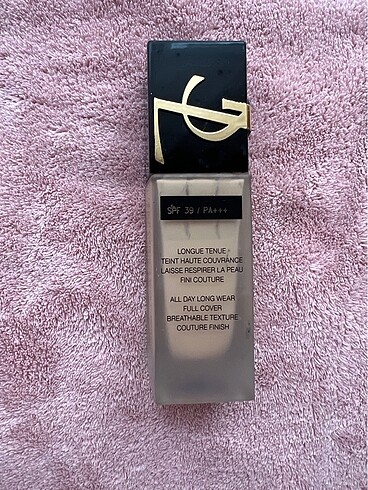 SPF 39 / PA+++
LONGUE TENUE
TEINT HAUTE COUVRANCE
LAISSE RESPIRER LA PEAU
FINI COUTURE
ALL DAY LONG WEAR
FULL COVER
BREATHABLE TEXTURE
COUTURE FINISH